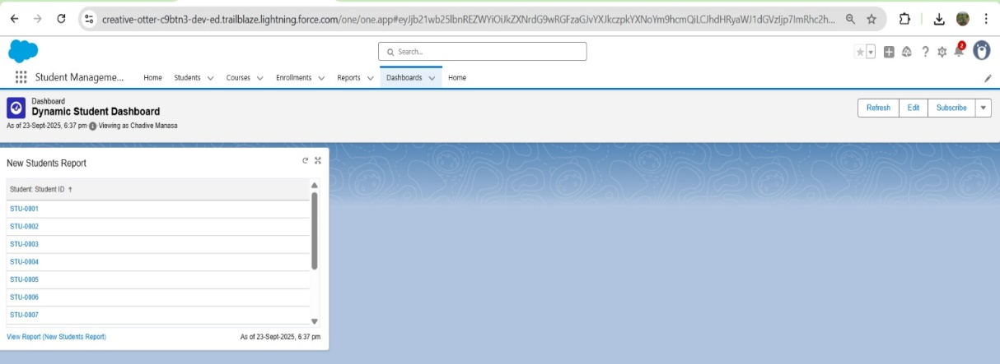 creative-otter-c9btn3-dev-ed.trailblaze.lightning.force.com/one/one.app#eyJjb21wb25lbnREZWYiOiJkZXNrdG9wRGFzaGJvYXJkczpkYXNoYm9hcmQiLCJhdHRyaWJ1dGVzIjp7InJlY29...
Search...
2
Student Manageme... Home Students Courses Enrollments Reports Dashboards Home
Dashboard
Dynamic Student Dashboard
As of 23-Sept-2025, 6:37 pm Viewing as Chadive Manasa
Refresh Edit Subscribe
New Students Report
Student: Student ID ↑
STU-0001
STU-0002
STU-0003
STU-0004
STU-0005
STU-0006
STU-0007
View Report (New Students Report) As of 23-Sept-2025, 6:37 pm